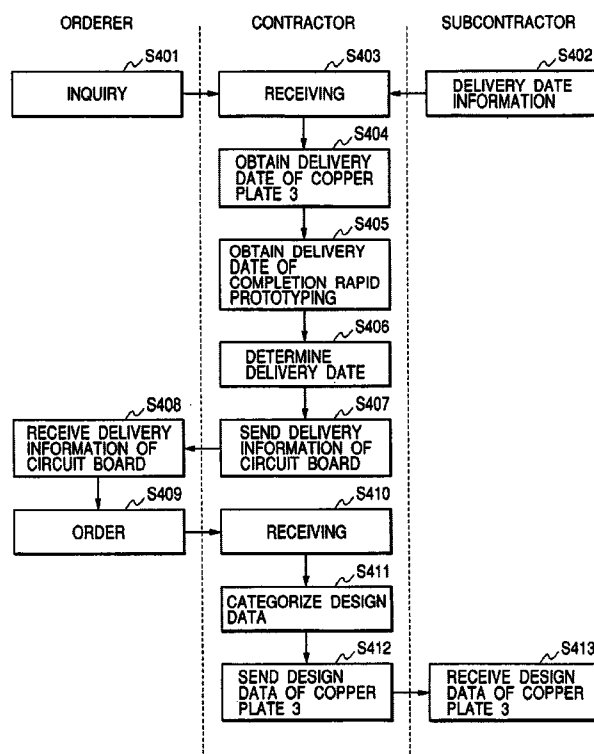 ORDERER
CONTRACTOR
SUBCONTRACTOR
S401
INQUIRY
S403
RECEIVING
S402
DELIVERY DATE
INFORMATION
S404
OBTAIN DELIVERY
DATE OF COPPER
PLATE 3
S405
OBTAIN DELIVERY
DATE OF
COMPLETION RAPID
PROTOTYPING
S406
DETERMINE
DELIVERY DATE
S408
RECEIVE DELIVERY
INFORMATION OF
CIRCUIT BOARD
S407
SEND DELIVERY
INFORMATION OF
CIRCUIT BOARD
S409
ORDER
S410
RECEIVING
S411
CATEGORIZE DESIGN
DATA
S412
SEND DESIGN
DATA OF COPPER
PLATE 3
S413
RECEIVE DESIGN
DATA OF COPPER
PLATE 3